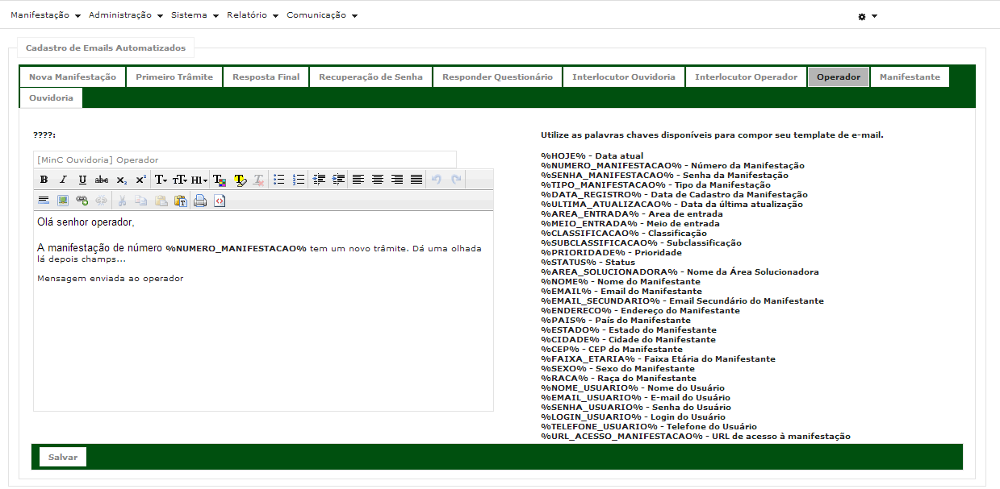 Manifestação Administração Sistema Relatório Comunicação
Cadastro de Emails Automatizados
Nova Manifestação Primeiro Trâmite Resposta Final Recuperação de Senha Responder Questionário Interlocutor Ouvidoria Interlocutor Operador Operador Manifestante
Ouvidoria
????:
[MinC Ouvidoria] Operador
B I U abc x₂ x² T tT H1 T T T
Olá senhor operador,
A manifestação de número %NUMERO_MANIFESTACAO% tem um novo trâmite. Dá uma olhada
lá depois champs...
Mensagem enviada ao operador
Utilize as palavras chaves disponíveis para compor seu template de e-mail.
%HOJE% - Data atual
%NUMERO_MANIFESTACAO% - Número da Manifestação
%SENHA_MANIFESTACAO% - Senha da Manifestação
%TIPO_MANIFESTACAO% - Tipo da Manifestação
%DATA_REGISTRO% - Data de Cadastro da Manifestação
%ULTIMA_ATUALIZACAO% - Data da última atualização
%AREA_ENTRADA% - Area de entrada
%MEIO_ENTRADA% - Meio de entrada
%CLASSIFICACAO% - Classificação
%SUBCLASSIFICACAO% - Subclassificação
%PRIORIDADE% - Prioridade
%STATUS% - Status
%AREA_SOLUCIONADORA% - Nome da Área Solucionadora
%NOME% - Nome do Manifestante
%EMAIL% - Email do Manifestante
%EMAIL_SECUNDARIO% - Email Secundário do Manifestante
%ENDERECO% - Endereço do Manifestante
%PAIS% - País do Manifestante
%ESTADO% - Estado do Manifestante
%CIDADE% - Cidade do Manifestante
%CEP% - CEP do Manifestante
%FAIXA_ETARIA% - Faixa Etária do Manifestante
%SEXO% - Sexo do Manifestante
%RACA% - Raça do Manifestante
%NOME_USUARIO% - Nome do Usuário
%EMAIL_USUARIO% - E-mail do Usuário
%SENHA_USUARIO% - Senha do Usuário
%LOGIN_USUARIO% - Login do Usuário
%TELEFONE_USUARIO% - Telefone do Usuário
%URL_ACESSO_MANIFESTACAO% - URL de acesso à manifestação
Salvar